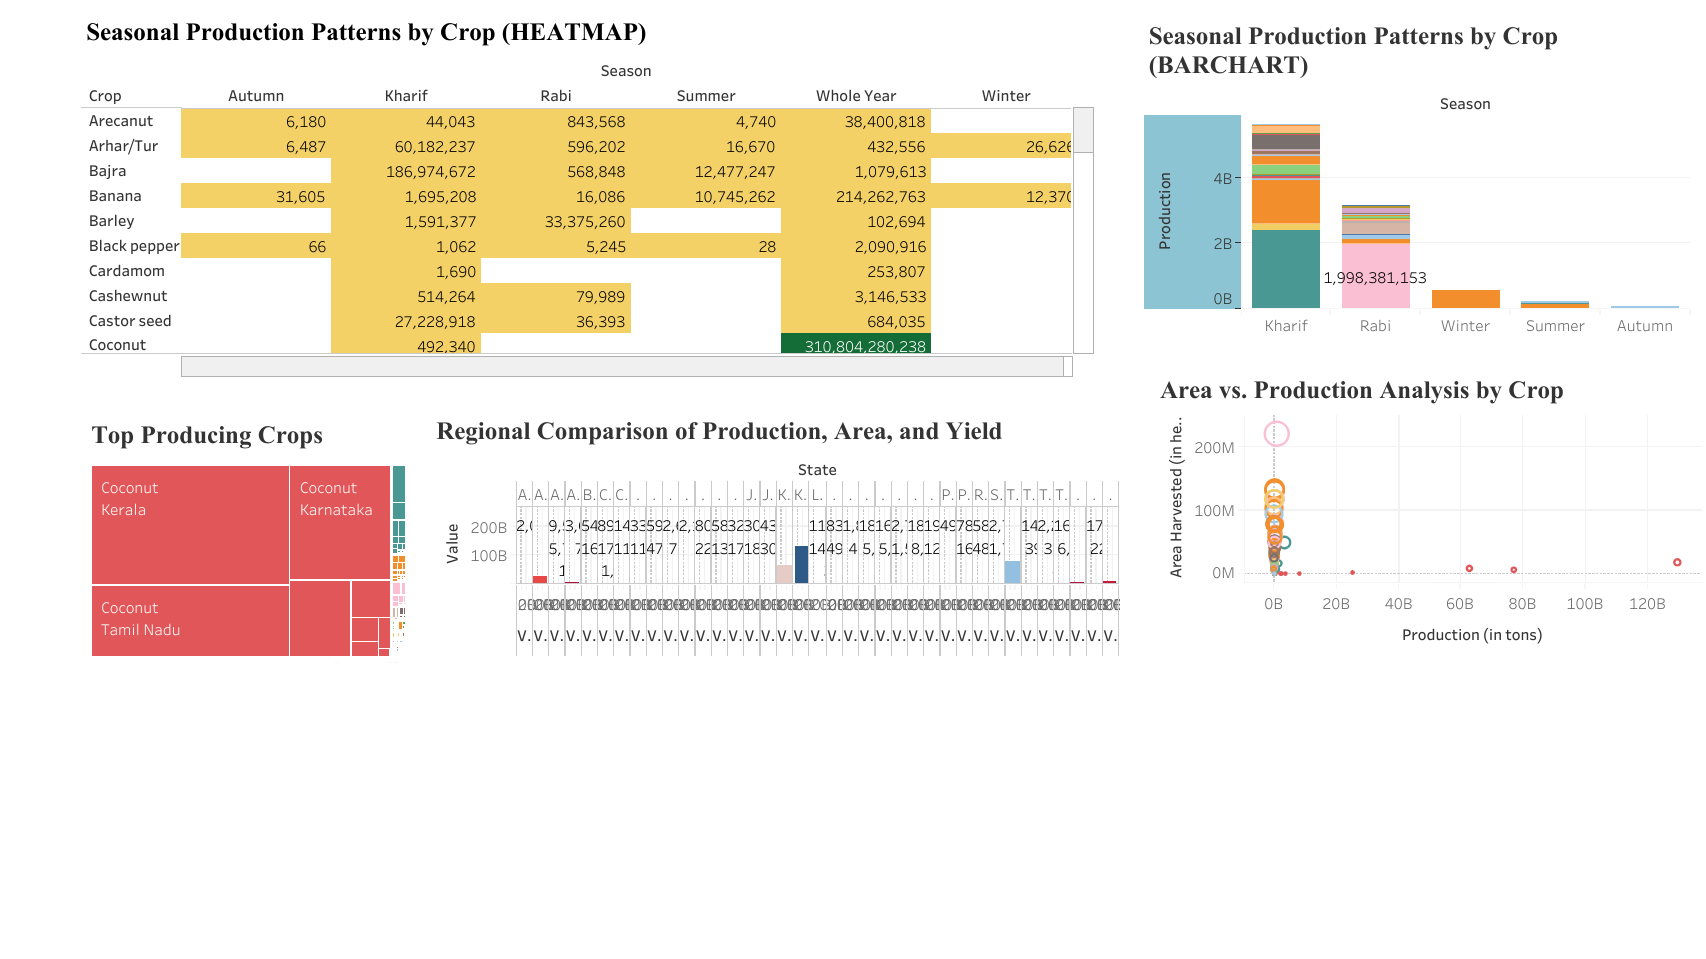 Seasonal Production Patterns by Crop (HEATMAP)
Season
Crop Autumn Kharif Rabi Summer Whole Year Winter
Arecanut 6,180 44,043 843,568 4,740 38,400,818
Arhar/Tur 6,487 60,182,237 596,202 16,670 432,556 26,626
Bajra 186,974,672 568,848 12,477,247 1,079,613
Banana 31,605 1,695,208 16,086 10,745,262 214,262,763 12,370
Barley 1,591,377 33,375,260 102,694
Black pepper 66 1,062 5,245 28 2,090,916
Cardamom 1,690 253,807
Cashewnut 514,264 79,989 3,146,533
Castor seed 27,228,918 36,393 684,035
Coconut 492,340 310,804,280,238
Seasonal Production Patterns by Crop
(BARCHART)
Season
Production
4B
2B
0B
1,998,381,153
Kharif Rabi Winter Summer Autumn
Top Producing Crops
Coconut
Kerala
Coconut
Karnataka
Coconut
Tamil Nadu
Regional Comparison of Production, Area, and Yield
State
A. A. A. A. B. C. C. . . . . . . . J. J. K. K. L. . . . . . . . P. P. R. S. T. T. T. T. . . .
Value
200B
100B
V. V. V. V. V. V. V. V. V. V. V. V. V. V. V. V. V. V. V. V. V. V. V. V. V. V. V. V. V. V. V. V. V. V. V. V. V.
Area vs. Production Analysis by Crop
Area Harvested (in he..
200M
100M
0M
0B 20B 40B 60B 80B 100B 120B
Production (in tons)